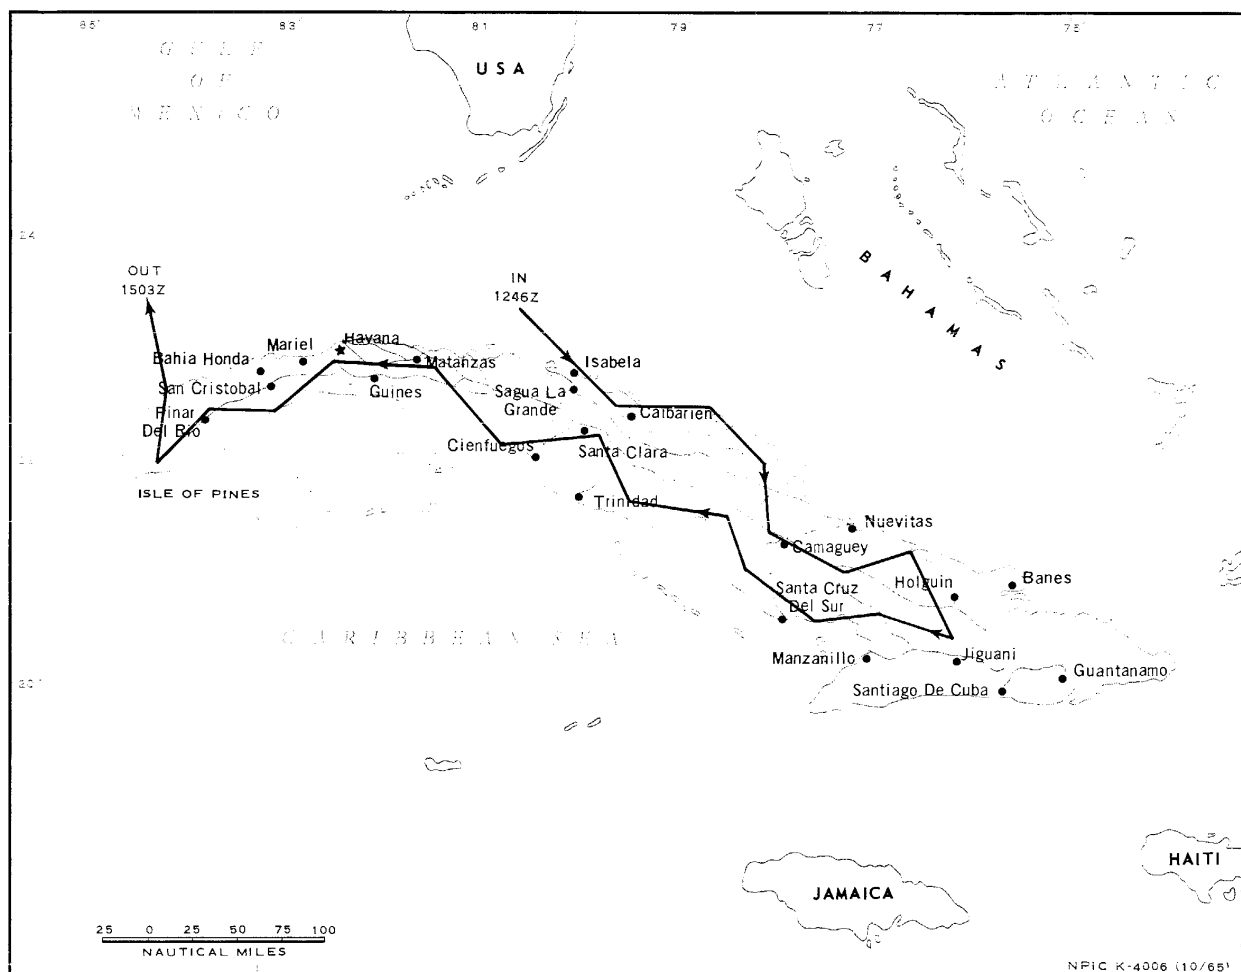 85°
83
81
79
77
75
GULF
OF
MEXICO
USA
ATLANTIC
OCEAN
24
BAHAMAS
OUT
1503Z
IN
1246Z
Havana
Mariel
Bahia Honda
Matanzas
Isabela
San Cristobal
Guines
Sagua La
Grande
Pinar
Del Rio
Caibarien
Cienfuegos
Santa Clara
ISLE OF PINES
Trinidad
Nuevitas
Camaguey
Holguin
Banes
Santa Cruz
Del Sur
CARIBBEAN SEA
Manzanillo
Jiguani
Guantanamo
Santiago De Cuba
20°
HAITI
JAMAICA
25 0 25 50 75 100
NAUTICAL MILES
NPIC K-4006 (10/65)